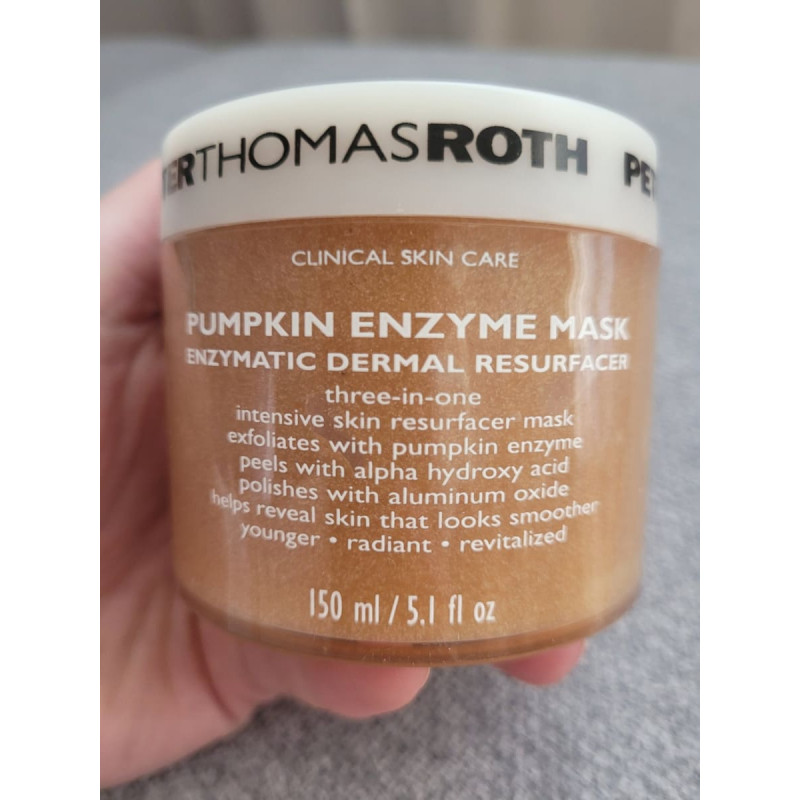 TERTHOMASROTH PET
CLINICAL SKIN CARE
PUMPKIN ENZYME MASK
ENZYMATIC DERMAL RESURFACER
three-in-one
intensive skin resurfacer mask
exfoliates with pumpkin enzyme
peels with alpha hydroxy acid
polishes with aluminum oxide
helps reveal skin that looks smoother
younger • radiant • revitalized
150 ml / 5.1 fl oz